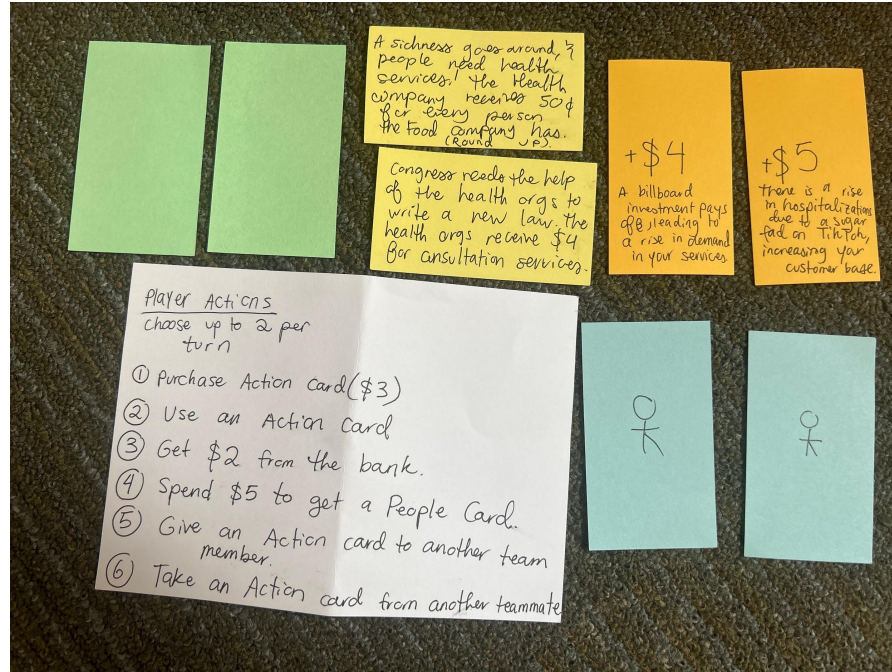 A sickness goes around, &
people need health
services! The Health
company receives 50¢
for every person
the Food company has.
(ROUND UP).
Congress needs the help
of the health orgs to
write a new law. The
health orgs receive $4
for consultation services.
+$4
A billboard
investment pays
off, leading to
a rise in demand
in your services
+$5
There is a rise
in hospitalizations
due to a sugar
fad on TikTok,
increasing your
customer base.
Player Actions
choose up to 2 per
turn
① Purchase Action Card ($3)
② Use an Action Card
③ Get $2 from the bank.
④ Spend $5 to get a People Card.
⑤ Give an Action card to another team
member.
⑥ Take an Action card from another teammate